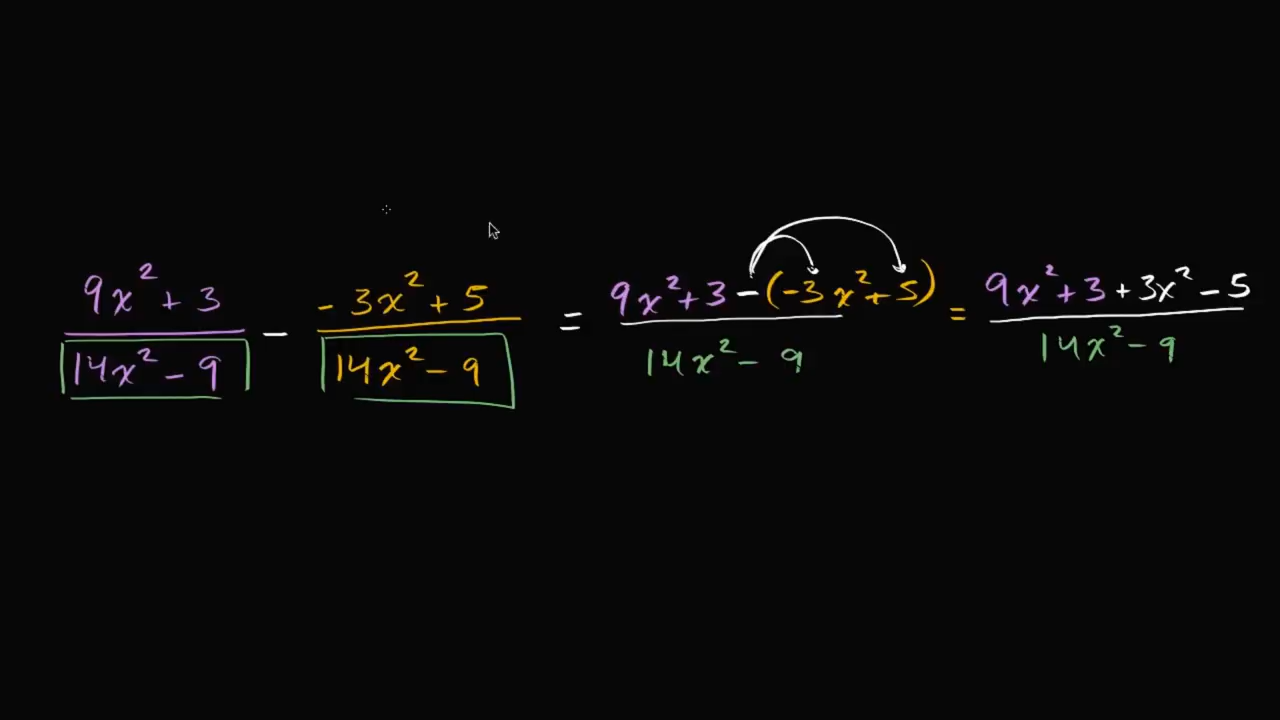 9x² + 3 / 14x² - 9 - -3x² + 5 / 14x² - 9 = 9x² + 3 - (-3x² + 5) / 14x² - 9 = 9x² + 3 + 3x² - 5 / 14x² - 9